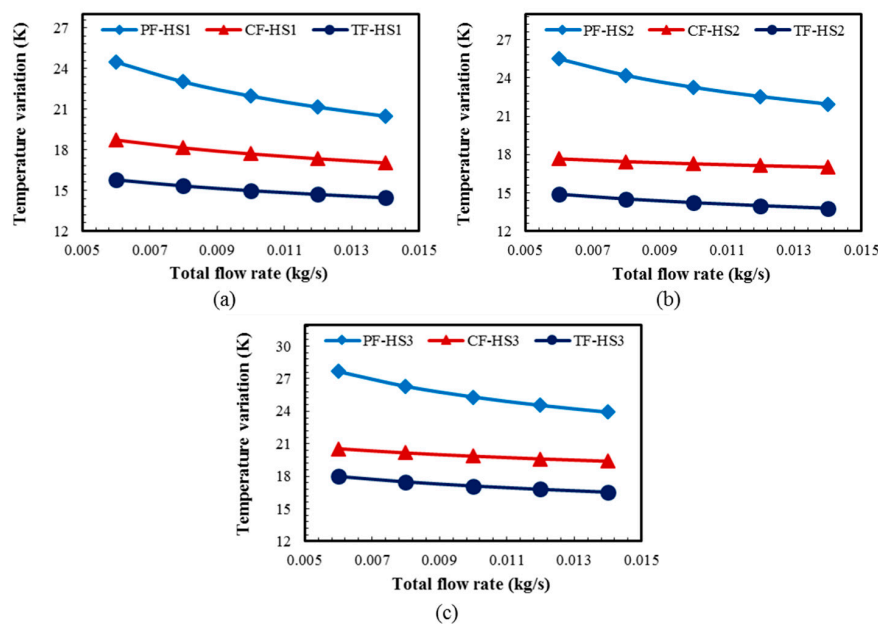 PF-HS1 CF-HS1 TF-HS1
Temperature variation (K)
27
24
21
18
15
12
0.005 0.007 0.009 0.011 0.013 0.015
Total flow rate (kg/s)
(a)
PF-HS2 CF-HS2 TF-HS2
Temperature variation (K)
27
24
21
18
15
12
0.005 0.007 0.009 0.011 0.013 0.015
Total flow rate (kg/s)
(b)
PF-HS3 CF-HS3 TF-HS3
Temperature variation (K)
30
27
24
21
18
15
12
0.005 0.007 0.009 0.011 0.013 0.015
Total flow rate (kg/s)
(c)